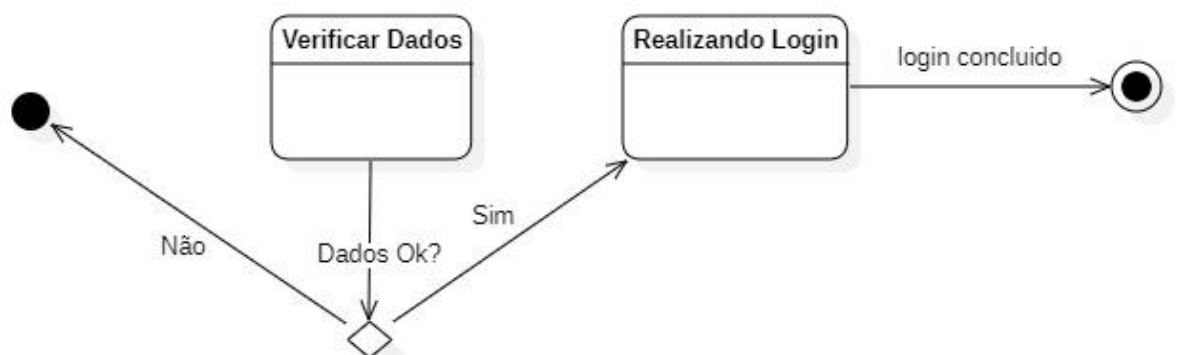 Verificar Dados
Realizando Login
login concluido
Sim
Não
Dados Ok?